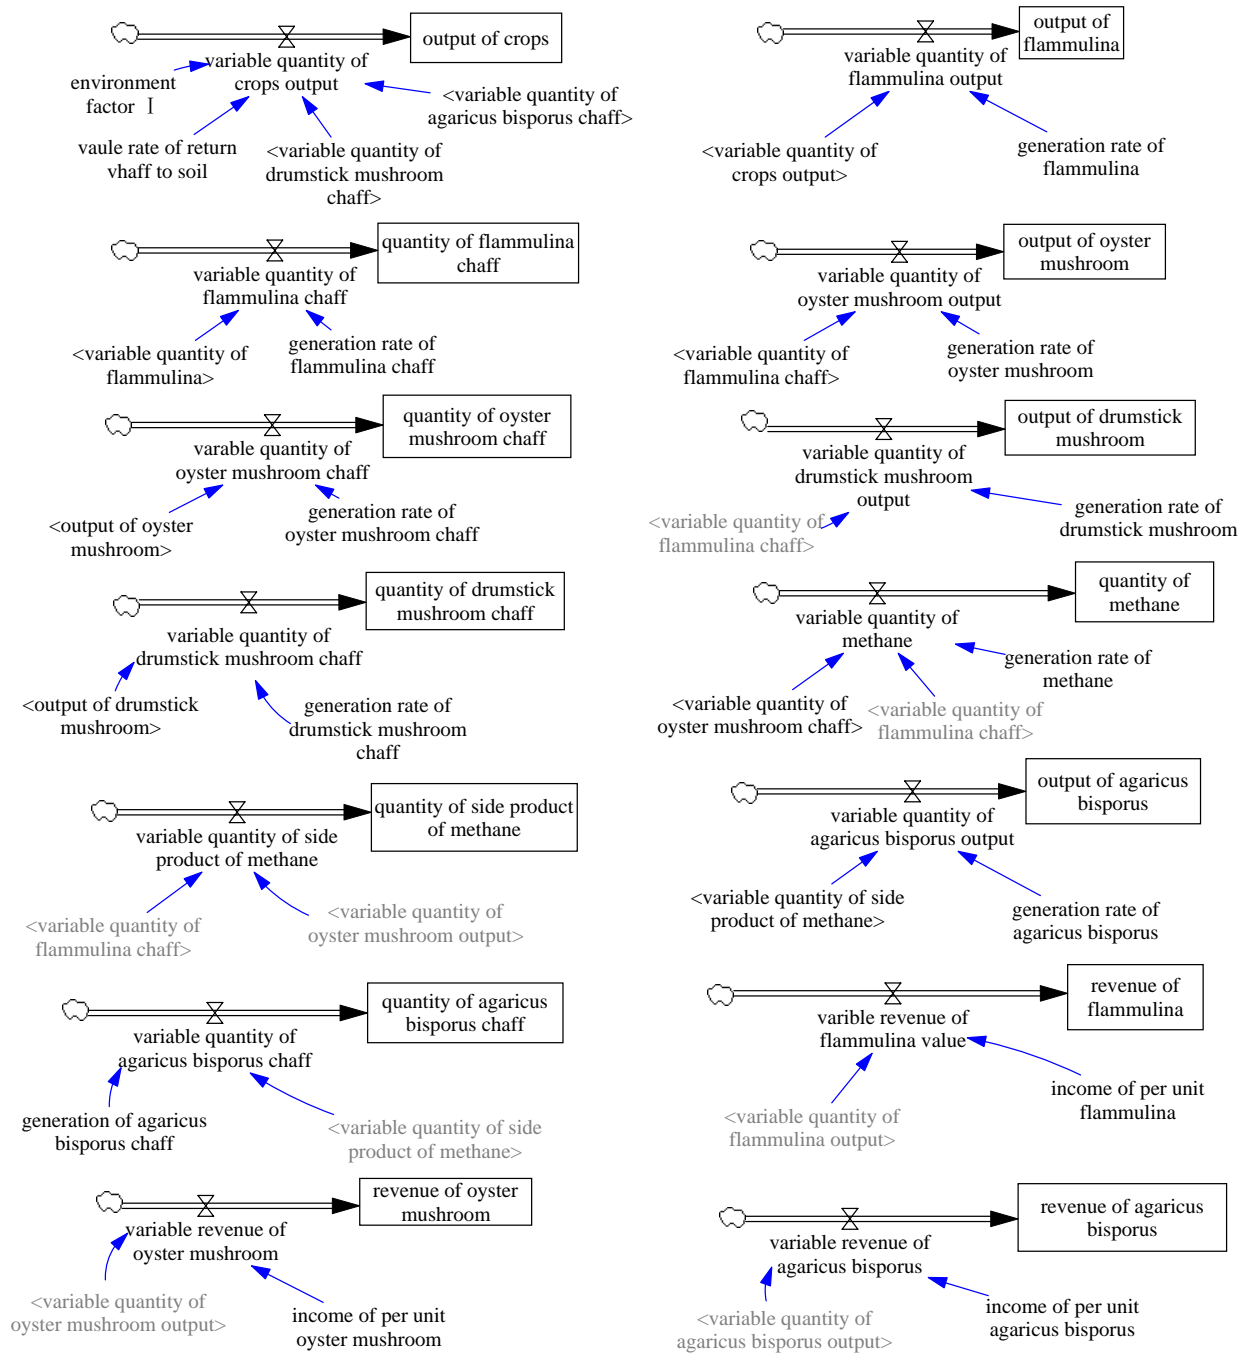 output of crops
variable quantity of
crops output
environment
factor Ⅰ
<variable quantity of
agaricus bisporus chaff>
vaule rate of return
vhaff to soil
<variable quantity of
drumstick mushroom
chaff>
output of
flammulina
variable quantity of
flammulina output
<variable quantity of
crops output>
generation rate of
flammulina
quantity of flammulina
chaff
variable quantity of
flammulina chaff
<variable quantity of
flammulina>
generation rate of
flammulina chaff
output of oyster
mushroom
variable quantity of
oyster mushroom output
<variable quantity of
flammulina chaff>
generation rate of
oyster mushroom
quantity of oyster
mushroom chaff
varable quantity of
oyster mushroom chaff
<output of oyster
mushroom>
generation rate of
oyster mushroom chaff
output of drumstick
mushroom
variable quantity of
drumstick mushroom
output
<variable quantity of
flammulina chaff>
generation rate of
drumstick mushroom
quantity of drumstick
mushroom chaff
variable quantity of
drumstick mushroom chaff
<output of drumstick
mushroom>
generation rate of
drumstick mushroom
chaff
quantity of
methane
variable quantity of
methane
generation rate of
methane
<variable quantity of
oyster mushroom chaff>
<variable quantity of
flammulina chaff>
quantity of side product
of methane
variable quantity of side
product of methane
<variable quantity of
flammulina chaff>
<variable quantity of
oyster mushroom output>
output of agaricus
bisporus
variable quantity of
agaricus bisporus output
<variable quantity of side
product of methane>
generation rate of
agaricus bisporus
quantity of agaricus
bisporus chaff
variable quantity of
agaricus bisporus chaff
generation of agaricus
bisporus chaff
<variable quantity of side
product of methane>
revenue of
flammulina
varible revenue of
flammulina value
<variable quantity of
flammulina output>
income of per unit
flammulina
revenue of oyster
mushroom
variable revenue of
oyster mushroom
<variable quantity of
oyster mushroom output>
income of per unit
oyster mushroom
revenue of agaricus
bisporus
variable revenue of
agaricus bisporus
<variable quantity of
agaricus bisporus output>
income of per unit
agaricus bisporus